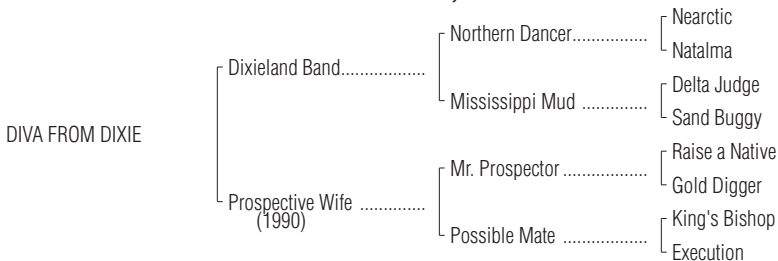 Nearctic
Northern Dancer.................
Natalma
Dixieland Band..................
Delta Judge
Mississippi Mud ..............
Sand Buggy
DIVA FROM DIXIE
Raise a Native
Mr. Prospector ..................
Gold Digger
Prospective Wife ..............
(1990)
King's Bishop
Possible Mate ..................
Execution